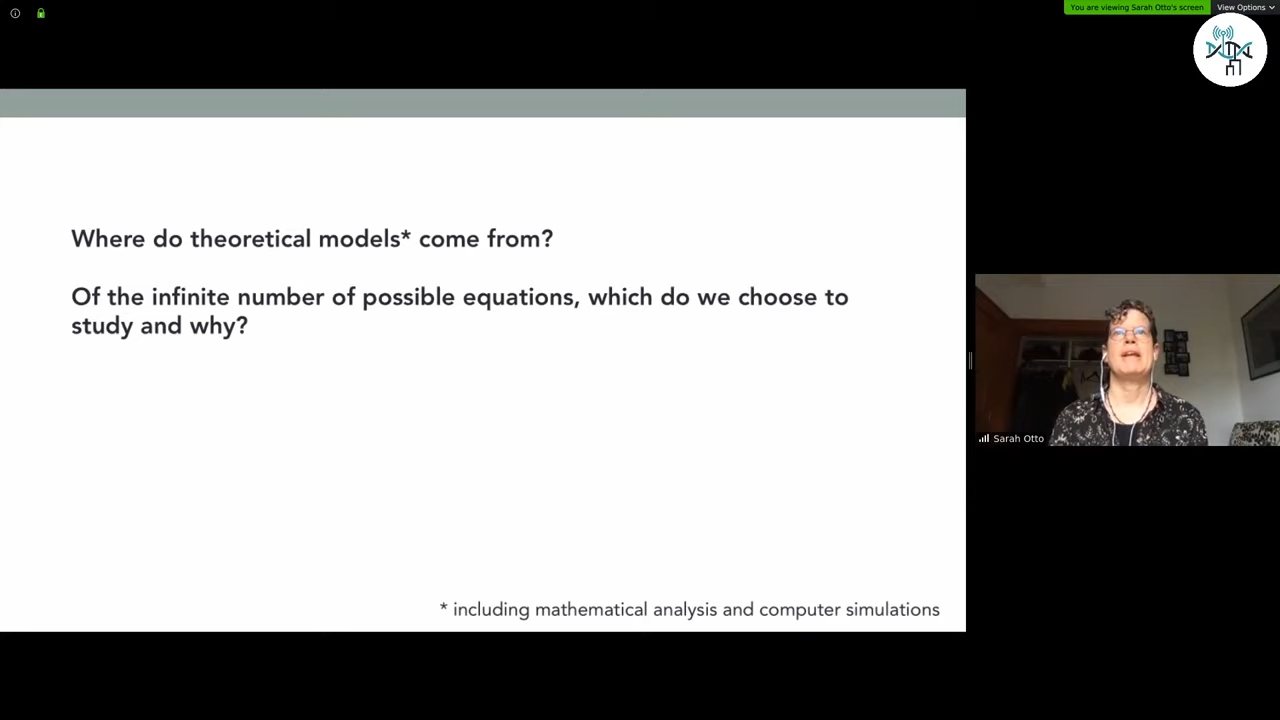 You are viewing Sarah Otto's screen
View Options
Where do theoretical models* come from?
Of the infinite number of possible equations, which do we choose to
study and why?
Sarah Otto
* including mathematical analysis and computer simulations